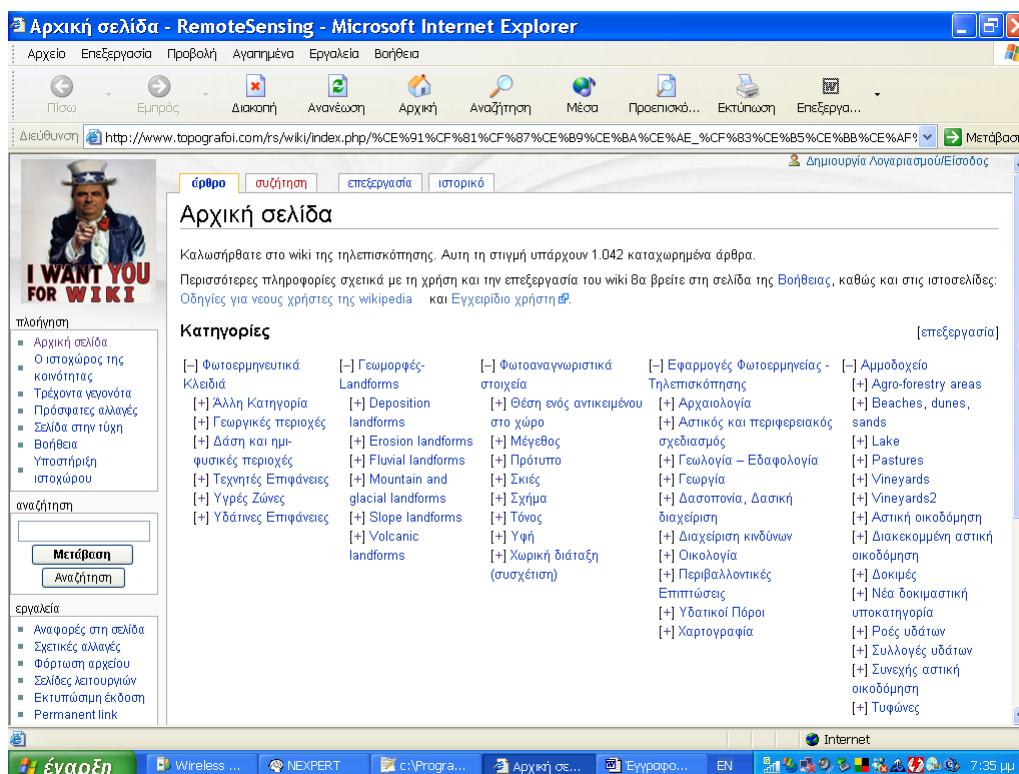 Αρχική σελίδα - RemoteSensing - Microsoft Internet Explorer
Αρχείο Επεξεργασία Προβολή Αγαπημένα Εργαλεία Βοήθεια
Πίσω Εμπρός Διακοπή Ανανέωση Αρχική Αναζήτηση Μέσα Προεπισκό... Εκτύπωση Επεξεργα...
Διεύθυνση http://www.topografoi.com/rs/wiki/index.php/%CE%91%CF%81%CF%87%CE%B9%CE%BA%CE%AE_%CF%83%CE%B5%CE%BB%CE%AF% Μετάβαση
Δημιουργία Λογαριασμού/Είσοδος
άρθρο συζήτηση επεξεργασία ιστορικό
I WANT YOU
FOR WIKI
Αρχική σελίδα
Καλωσήρθατε στο wiki της τηλεπισκόπησης. Αυτη τη στιγμή υπάρχουν 1.042 καταχωρημένα άρθρα.
Περισσότερες πληροφορίες σχετικά με τη χρήση και την επεξεργασία του wiki θα βρείτε στη σελίδα της Βοήθειας, καθώς και στις ιστοσελίδες:
Οδηγίες για νεους χρήστες της wikipedia και Εγχειρίδιο χρήστη.
πλοήγηση
Αρχική σελίδα
Ο ιστοχώρος της
κοινότητας
Τρέχοντα γεγονότα
Πρόσφατες αλλαγές
Σελίδα στην τύχη
Βοήθεια
Υποστήριξη
ιστοχώρου
αναζήτηση
Μετάβαση
Αναζήτηση
εργαλεία
Αναφορές στη σελίδα
Σχετικές αλλαγές
Φόρτωση αρχείου
Σελίδες λειτουργιών
Εκτυπώσιμη έκδοση
Permanent link
Κατηγορίες [επεξεργασία]
[–] Φωτοερμηνευτικά
Κλειδιά
[+] Άλλη Κατηγορία
[+] Γεωργικές περιοχές
[+] Δάση και ημι-
φυσικές περιοχές
[+] Τεχνητές Επιφάνειες
[+] Υγρές Ζώνες
[+] Υδάτινες Επιφάνειες
[–] Γεωμορφές-
Landforms
[+] Deposition
landforms
[+] Erosion landforms
[+] Fluvial landforms
[+] Mountain and
glacial landforms
[+] Slope landforms
[+] Volcanic
landforms
[–] Φωτοαναγνωριστικά
στοιχεία
[+] Θέση ενός αντικειμένου
στο χώρο
[+] Μέγεθος
[+] Πρότυπο
[+] Σκιές
[+] Σχήμα
[+] Τόνος
[+] Υφή
[+] Χωρική διάταξη
(συσχέτιση)
[–] Εφαρμογές Φωτοερμηνείας -
Τηλεπισκόπησης
[+] Αρχαιολογία
[+] Αστικός και περιφερειακός
σχεδιασμός
[+] Γεωλογία – Εδαφολογία
[+] Γεωργία
[+] Δασοπονία, Δασική
διαχείριση
[+] Διαχείριση κινδύνων
[+] Οικολογία
[+] Περιβαλλοντικές
Επιπτώσεις
[+] Υδατικοί Πόροι
[+] Χαρτογραφία
[–] Αμμοδοχείο
[+] Agro-forestry areas
[+] Beaches, dunes,
sands
[+] Lake
[+] Pastures
[+] Vineyards
[+] Vineyards2
[+] Αστική οικοδόμηση
[+] Διακεκομμένη αστική
οικοδόμηση
[+] Δοκιμές
[+] Νέα δοκιμαστική
υποκατηγορία
[+] Ροές υδάτων
[+] Συλλογές υδάτων
[+] Συνεχής αστική
οικοδόμηση
[+] Τυφώνες
Internet
έναρξη Wireless ... NEXPERT c:\Progra... Αρχική σε... Έγγραφο... EN 7:35 μμ